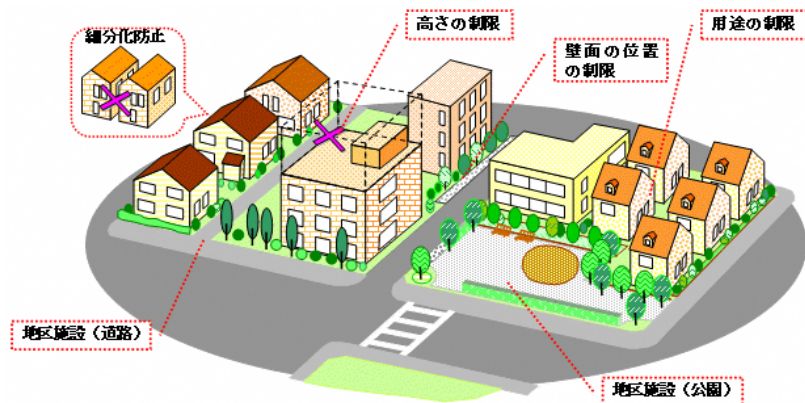 細分化防止
高さの制限
用途の制限
壁面の位置
の制限
地区施設（道路）
地区施設（公園）